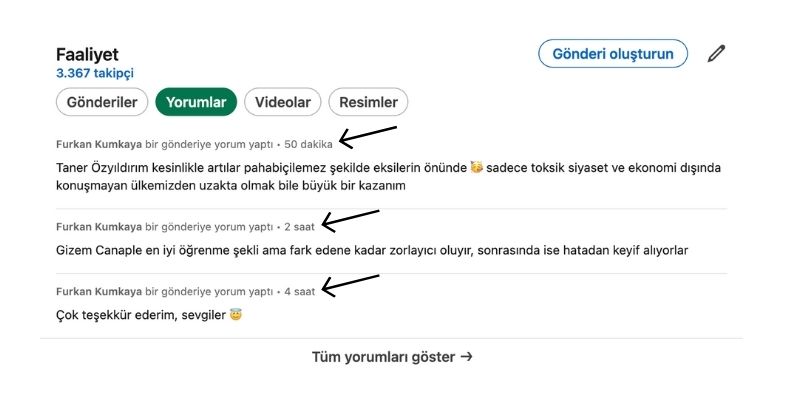 Faaliyet
Gönderi oluşturun
3.367 takipçi
Gönderiler
Yorumlar
Videolar
Resimler
Furkan Kumkaya bir gönderiye yorum yaptı • 50 dakika
Taner Özyıldırım kesinlikle artılar pahabiçilemez şekilde eksilerin önünde 🥳 sadece toksik siyaset ve ekonomi dışında
konuşmayan ülkemizden uzakta olmak bile büyük bir kazanım
Furkan Kumkaya bir gönderiye yorum yaptı • 2 saat
Gizem Canaple en iyi öğrenme şekli ama fark edene kadar zorlayıcı oluyır, sonrasında ise hatadan keyif alıyorlar
Furkan Kumkaya bir gönderiye yorum yaptı • 4 saat
Çok teşekkür ederim, sevgiler 😇
Tüm yorumları göster →